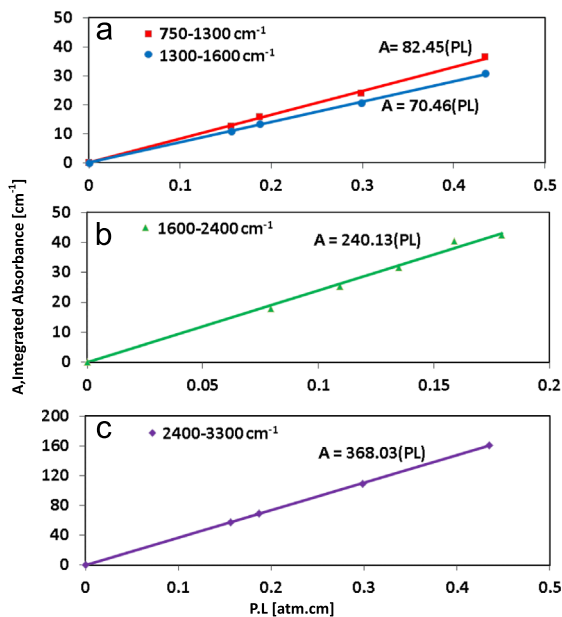 A,Integrated Absorbance [cm⁻¹]
a
750-1300 cm⁻¹
1300-1600 cm⁻¹
A= 82.45(PL)
A = 70.46(PL)
50
40
30
20
10
0
0 0.1 0.2 0.3 0.4 0.5
b
1600-2400 cm⁻¹
A = 240.13(PL)
50
40
30
20
10
0
0 0.05 0.1 0.15 0.2
c
2400-3300 cm⁻¹
A = 368.03(PL)
200
160
120
80
40
0
0 0.1 0.2 0.3 0.4 0.5
P.L [atm.cm]